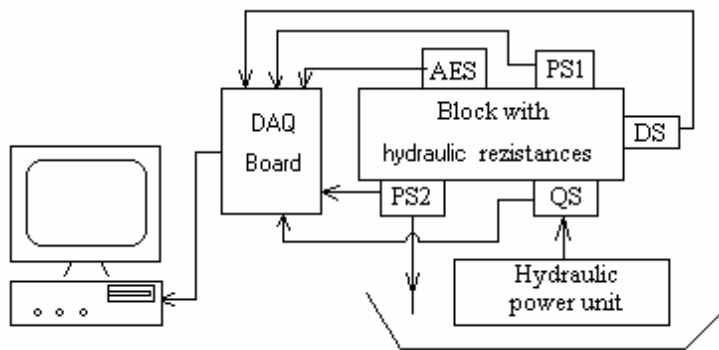 AES
PS1
DAQ
Board
Block with
hydraulic rezistances
DS
PS2
QS
Hydraulic
power unit